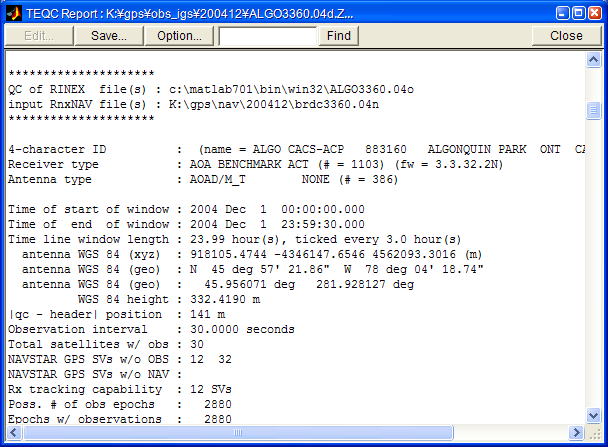 TEQC Report : K:¥gps¥obs_igs¥200412¥ALGO3360.04d.Z...
Edit... Save... Option... Find Close
*********************
QC of RINEX  file(s) : c:\matlab701\bin\win32\ALGO3360.04o
input RnxNAV file(s) : K:\gps\nav\200412\brdc3360.04n
*********************
4-character ID          :  (name = ALGO CACS-ACP   883160   ALGONQUIN PARK  ONT  CA
Receiver type           : AOA BENCHMARK ACT (# = 1103) (fw = 3.3.32.2N)
Antenna type            : AOAD/M_T        NONE (# = 386)
Time of start of window : 2004 Dec  1  00:00:00.000
Time of  end  of window : 2004 Dec  1  23:59:30.000
Time line window length : 23.99 hour(s), ticked every 3.0 hour(s)
  antenna WGS 84 (xyz)  : 918105.4744 -4346147.6546 4562093.3016 (m)
  antenna WGS 84 (geo)  : N  45 deg 57' 21.86"  W  78 deg 04' 18.74"
  antenna WGS 84 (geo)  :   45.956071 deg   281.928127 deg
          WGS 84 height : 332.4190 m
|qc - header| position  : 141 m
Observation interval    : 30.0000 seconds
Total satellites w/ obs : 30
NAVSTAR GPS SVs w/o OBS : 12  32
NAVSTAR GPS SVs w/o NAV :
Rx tracking capability  : 12 SVs
Poss. # of obs epochs   :   2880
Epochs w/ observations  :   2880